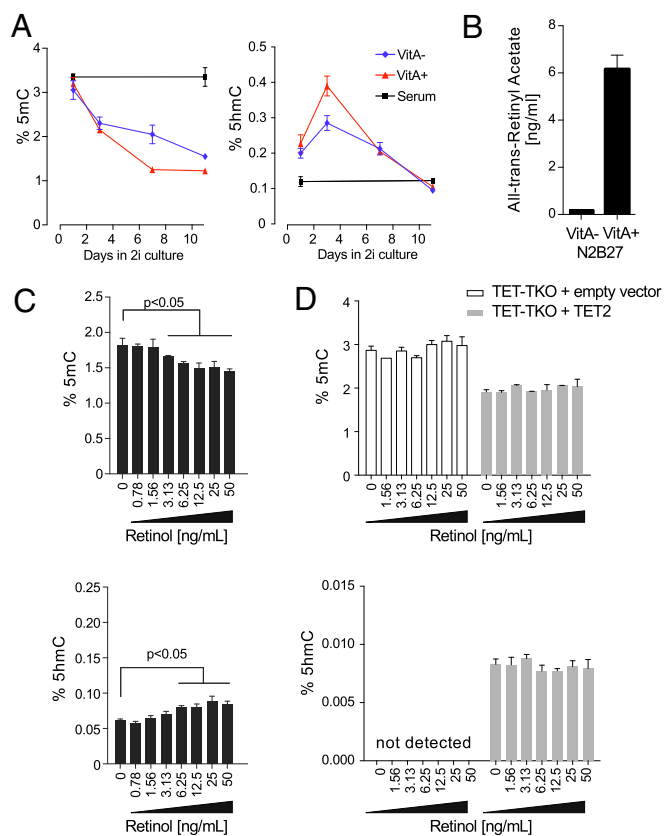 A
4
3
2
1
0
% 5mC
0 2 4 6 8 10
Days in 2i culture
0.5
0.4
0.3
0.2
0.1
0.0
% 5hmC
0 2 4 6 8 10
Days in 2i culture
VitA-
VitA+
Serum
B
8
6
4
2
0
All-trans-Retinyl Acetate
[ng/ml]
VitA- VitA+
N2B27
C
2.5
2.0
1.5
1.0
0.5
0.0
% 5mC
p<0.05
0 0.78 1.56 3.13 6.25 12.5 25 50
Retinol [ng/mL]
D
TET-TKO + empty vector
TET-TKO + TET2
4
3
2
1
0
% 5mC
0 1.56 3.13 6.25 12.5 25 50 0 1.56 3.13 6.25 12.5 25 50
Retinol [ng/mL]
0.25
0.20
0.15
0.10
0.05
0.00
% 5hmC
p<0.05
0 0.78 1.56 3.13 6.25 12.5 25 50
Retinol [ng/mL]
0.015
0.010
0.005
0.000
% 5hmC
not detected
0 1.56 3.13 6.25 12.5 25 50 0 1.56 3.13 6.25 12.5 25 50
Retinol [ng/mL]